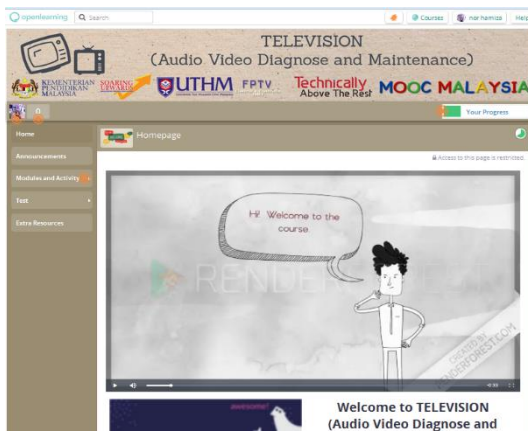 openlearning
Search
Courses
nor hamiza
Help
TELEVISION
(Audio Video Diagnose and Maintenance)
KEMENTERIAN
PENDIDIKAN
MALAYSIA
SOARING
UPWARDS
UTHM
FPTV
Technically
Above The Rest
MOOC MALAYSIA
Your Progress
Home
Homepage
Announcements
Access to this page is restricted.
Modules and Activity
Test
Extra Resources
Hi! Welcome to the
course
RENDERFOREST
CREATED BY
RENDERFOREST.COM
awesome!
Welcome to TELEVISION
(Audio Video Diagnose and